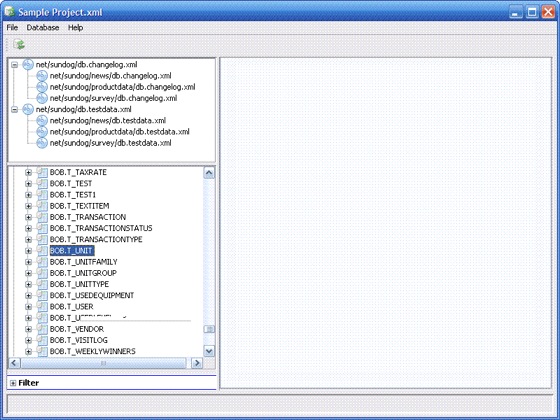 Sample Project.xml
File Database Help
net/sundog/db.changelog.xml
net/sundog/news/db.changelog.xml
net/sundog/productdata/db.changelog.xml
net/sundog/survey/db.changelog.xml
net/sundog/db.testdata.xml
net/sundog/news/db.testdata.xml
net/sundog/productdata/db.testdata.xml
net/sundog/survey/db.testdata.xml
BOB.T_TAXRATE
BOB.T_TEST
BOB.T_TEST1
BOB.T_TEXTITEM
BOB.T_TRANSACTION
BOB.T_TRANSACTIONSTATUS
BOB.T_TRANSACTIONTYPE
BOB.T_UNIT
BOB.T_UNITFAMILY
BOB.T_UNITGROUP
BOB.T_UNITTYPE
BOB.T_USEDEQUIPMENT
BOB.T_USER
BOB.T_VENDOR
BOB.T_VISITLOG
BOB.T_WEEKLYWINNERS
Filter